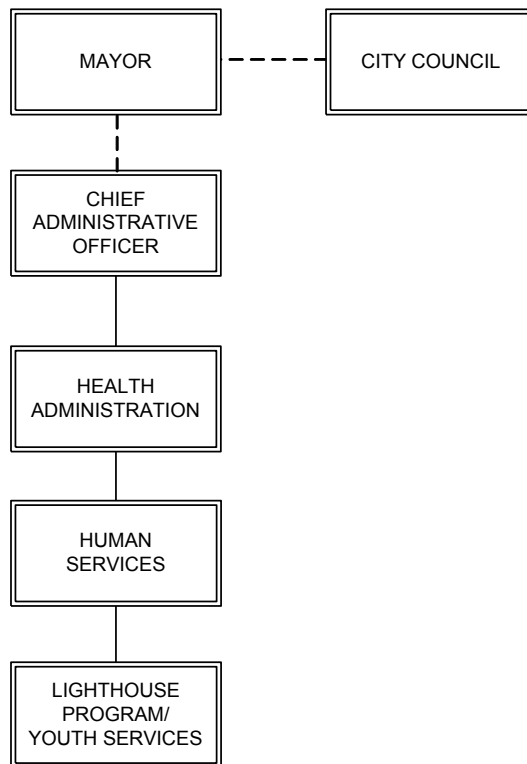 MAYOR
CITY COUNCIL
CHIEF
ADMINISTRATIVE
OFFICER
HEALTH
ADMINISTRATION
HUMAN
SERVICES
LIGHTHOUSE
PROGRAM/
YOUTH SERVICES